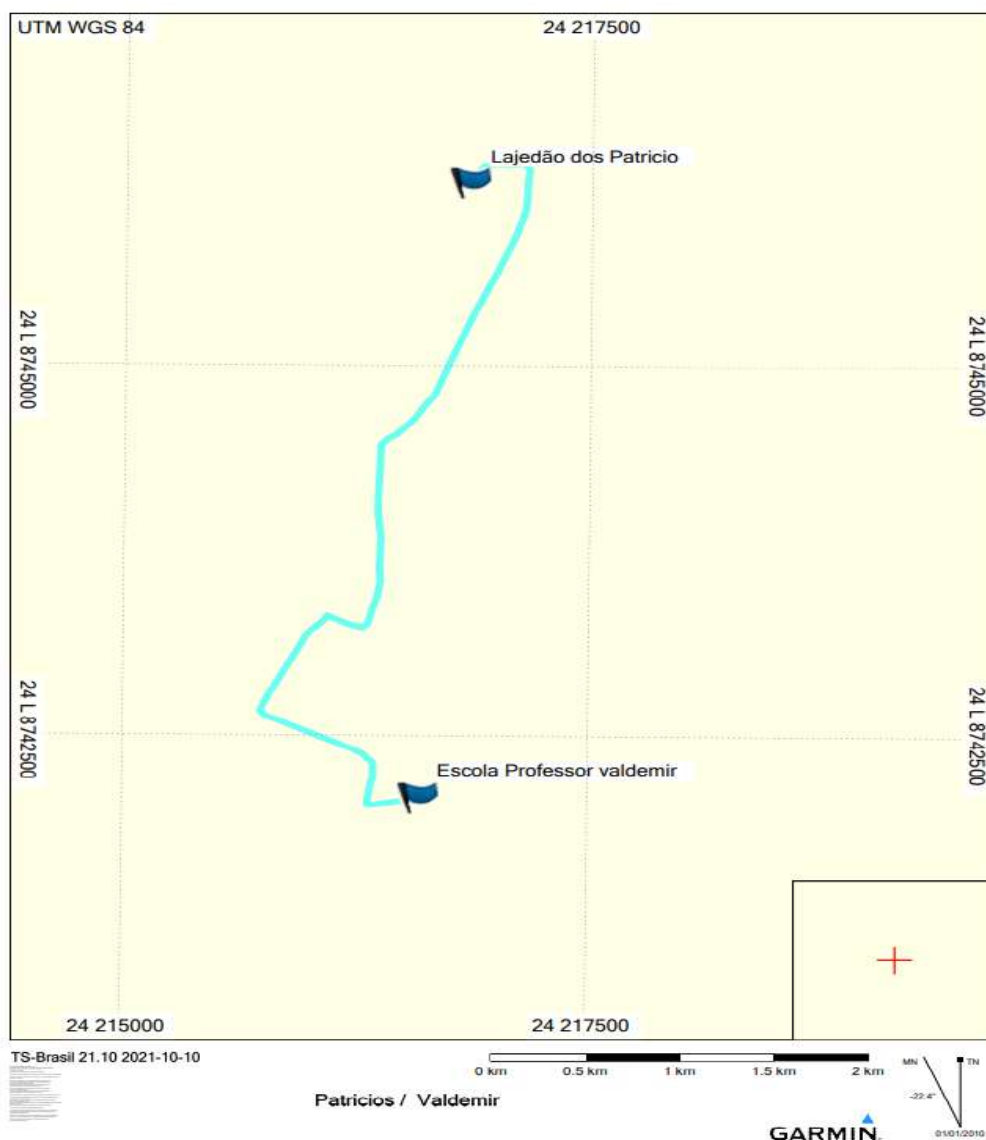 UTM WGS 84
24 217500
Lajedão dos Patricio
24 L 8745000
24 L 8745000
24 L 8742500
24 L 8742500
Escola Professor valdemir
24 215000
24 217500
TS-Brasil 21.10 2021-10-10
0 km
0.5 km
1 km
1.5 km
2 km
MN
TN
-22.4°
Patricios / Valdemir
GARMIN.
01/01/2010